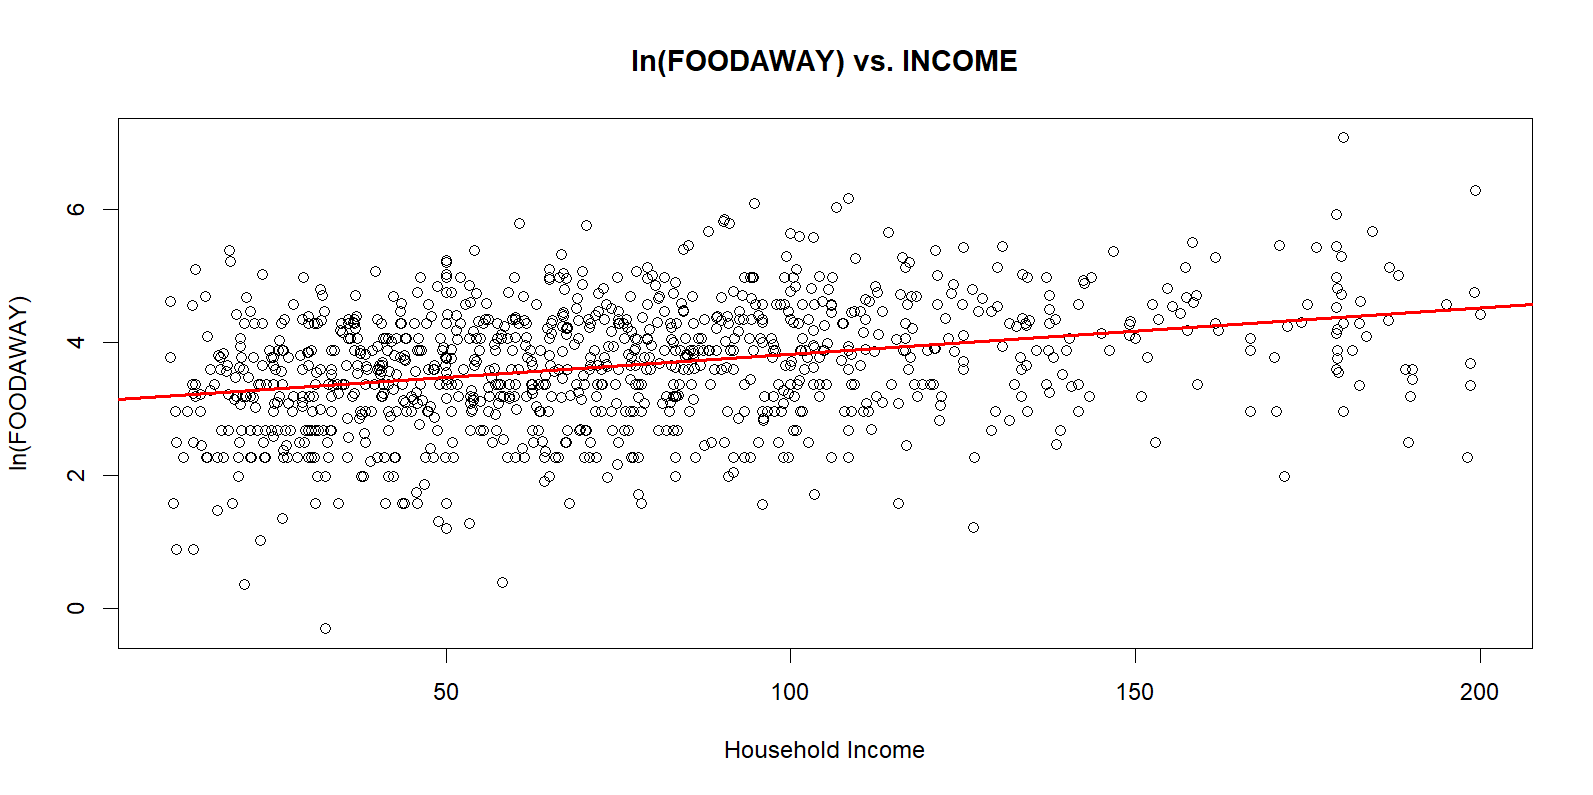 ln(FOODAWAY) vs. INCOME
ln(FOODAWAY)
6
4
2
0
50
100
150
200
Household Income